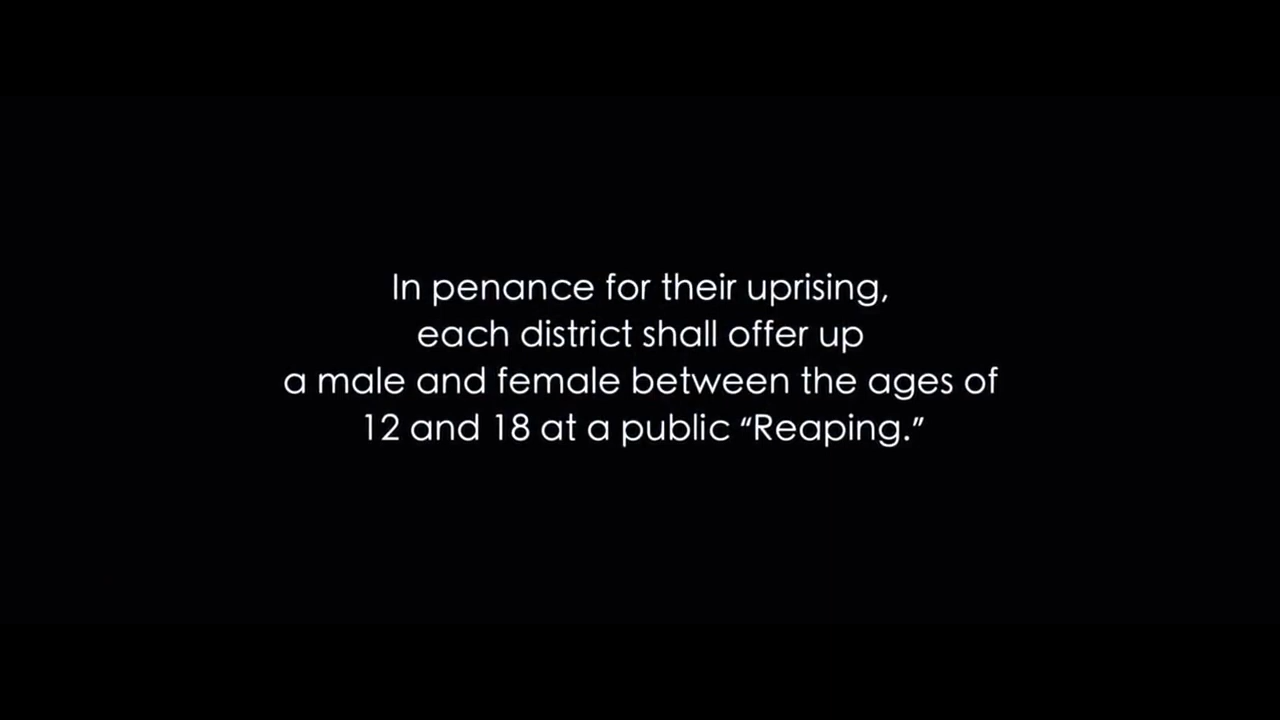 In penance for their uprising,
each district shall offer up
a male and female between the ages of
12 and 18 at a public “Reaping.”